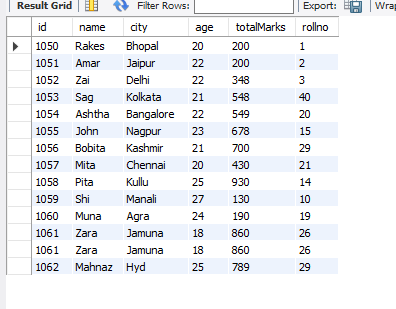 Result Grid Filter Rows: Export: Wrap
id name city age totalMarks rollno
1050 Rakes Bhopal 20 200 1
1051 Amar Jaipur 22 200 2
1052 Zai Delhi 22 348 3
1053 Sag Kolkata 21 548 40
1054 Ashtha Bangalore 22 549 20
1055 John Nagpur 23 678 15
1056 Bobita Kashmir 21 700 29
1057 Mita Chennai 20 430 21
1058 Pita Kullu 25 930 14
1059 Shi Manali 27 130 10
1060 Muna Agra 24 190 19
1061 Zara Jamuna 18 860 26
1061 Zara Jamuna 18 860 26
1062 Mahnaz Hyd 25 789 29